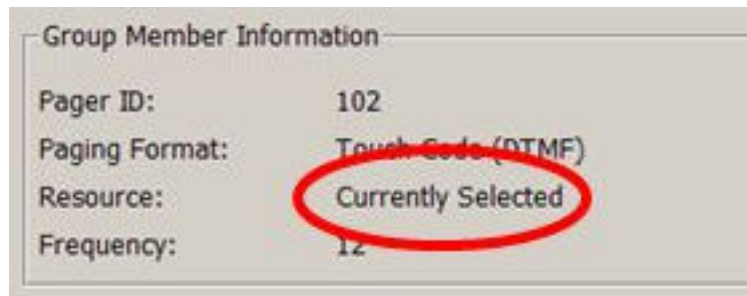 Group Member Information
Pager ID: 102
Paging Format: Touch Code (DTMF)
Resource: Currently Selected
Frequency: 12